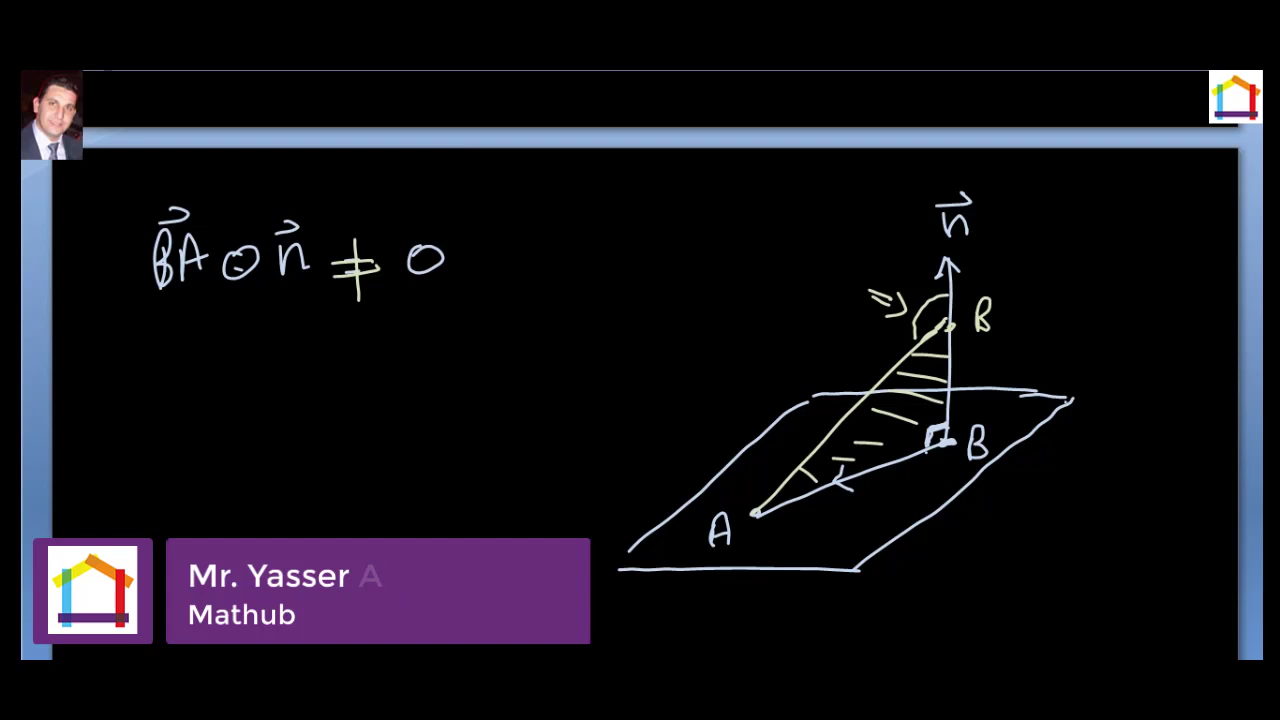 BA⃗ ⊙ n⃗ ≠ 0
n⃗
B
B
A
Mr. Yasser A
Mathub